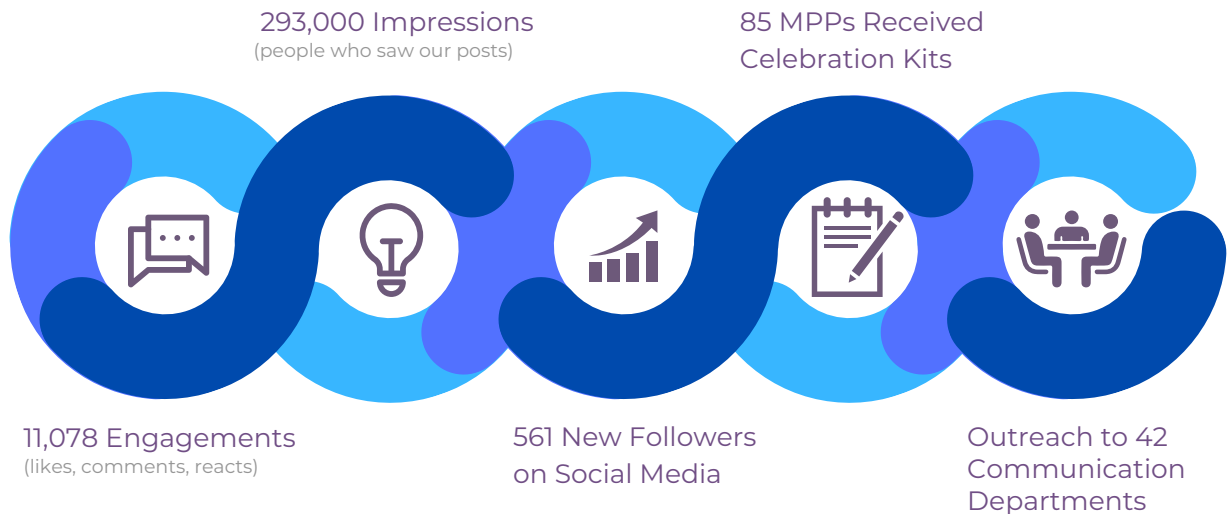 293,000 Impressions
(people who saw our posts)
85 MPPs Received
Celebration Kits
11,078 Engagements
(likes, comments, reacts)
561 New Followers
on Social Media
Outreach to 42
Communication
Departments